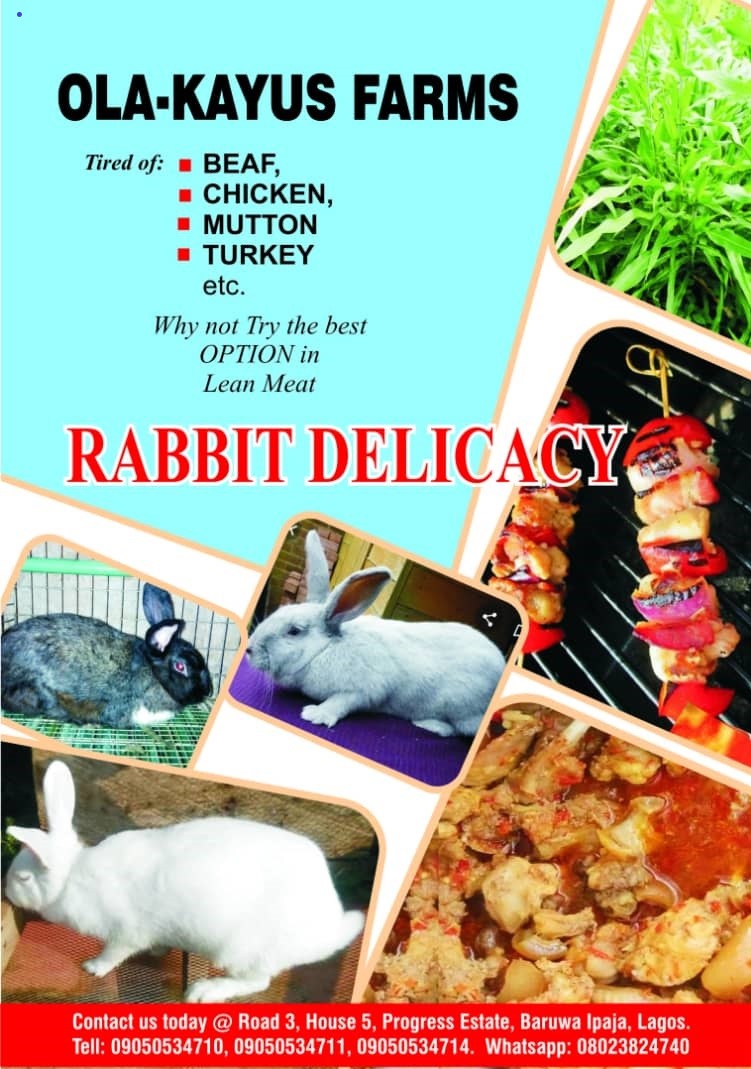 OLA-KAYUS FARMS
Tired of: ▪ BEAF,
▪ CHICKEN,
▪ MUTTON
▪ TURKEY
etc.
Why not Try the best
OPTION in
Lean Meat
RABBIT DELICACY
Contact us today @ Road 3, House 5, Progress Estate, Baruwa Ipaja, Lagos.
Tell: 09050534710, 09050534711, 09050534714. Whatsapp: 08023824740